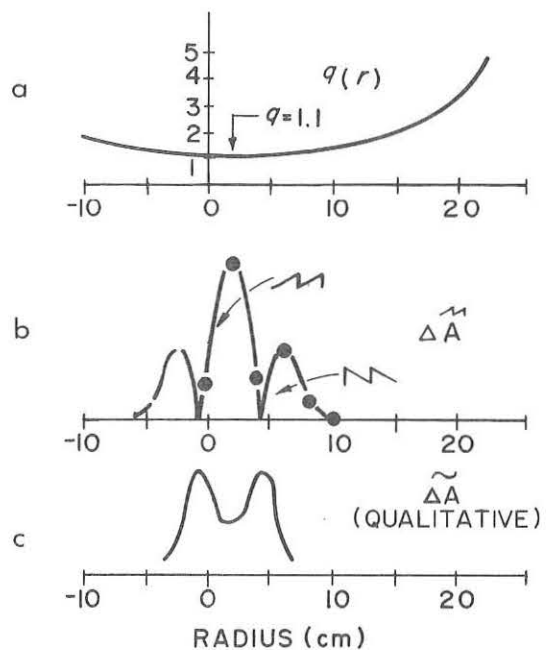 a
5
4
3
2
1
q(r)
q=1.1
-10 0 10 20
b
ΔA
-10 0 10 20
c
ΔÃ
(QUALITATIVE)
-10 0 10 20
RADIUS (cm)